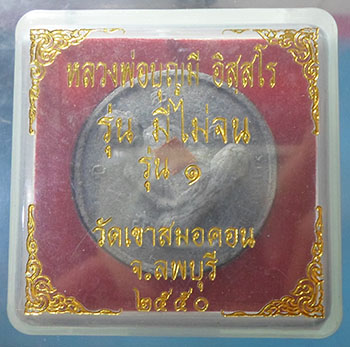 หลวงพ่อบุญมี อิสสโร
รุ่น มีไม่จน
รุ่น ๑
วัดเขาสมอคอน
จ.ลพบุรี
๒๕๕๐